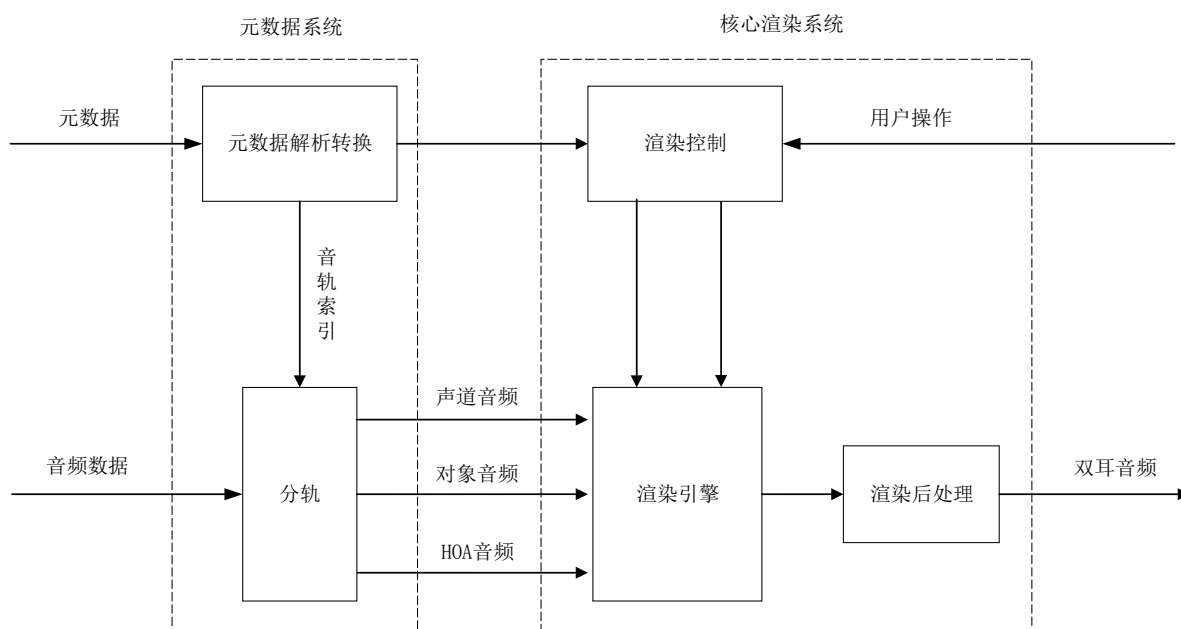 元数据系统
核心渲染系统
元数据
元数据解析转换
渲染控制
用户操作
音轨索引
声道音频
音频数据
分轨
对象音频
渲染引擎
渲染后处理
双耳音频
HOA音频